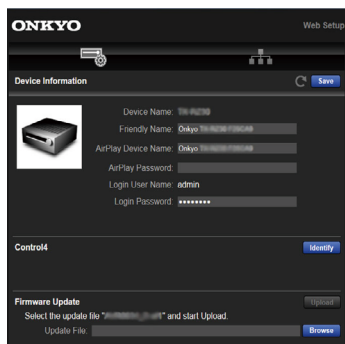 ONKYO
Web Setup
Device Information
Save
Device Name:
Friendly Name: Onkyo
AirPlay Device Name: Onkyo
AirPlay Password:
Login User Name: admin
Login Password: ••••••••
Control4
Identify
Firmware Update
Upload
Select the update file " " and start Upload.
Update File:
Browse